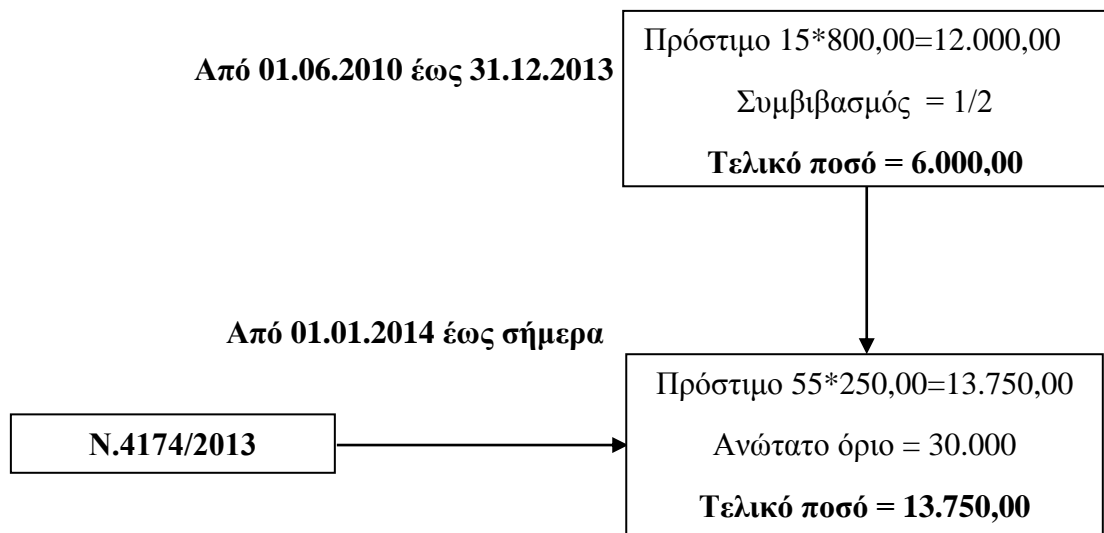 Πρόστιμο 15*800,00=12.000,00
Από 01.06.2010 έως 31.12.2013
Συμβιβασμός = 1/2
Τελικό ποσό = 6.000,00
Από 01.01.2014 έως σήμερα
Πρόστιμο 55*250,00=13.750,00
Ν.4174/2013
Ανώτατο όριο = 30.000
Τελικό ποσό = 13.750,00